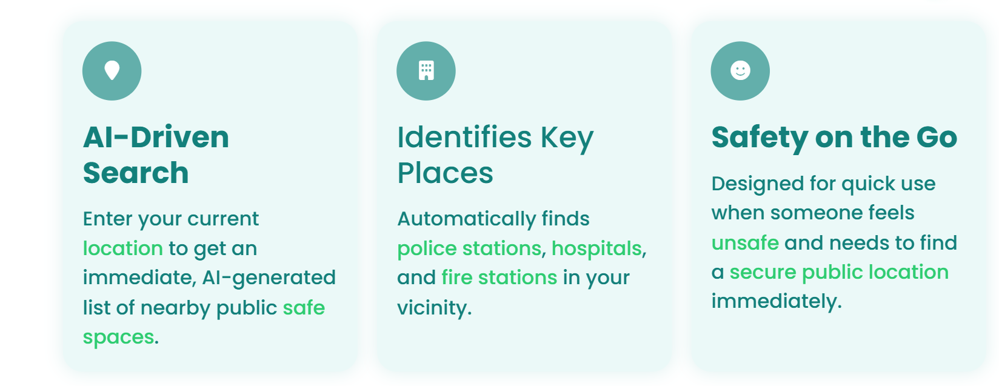 AI-Driven
Search
Enter your current
location to get an
immediate, AI-generated
list of nearby public safe
spaces.
Identifies Key
Places
Automatically finds
police stations, hospitals,
and fire stations in your
vicinity.
Safety on the Go
Designed for quick use
when someone feels
unsafe and needs to find
a secure public location
immediately.